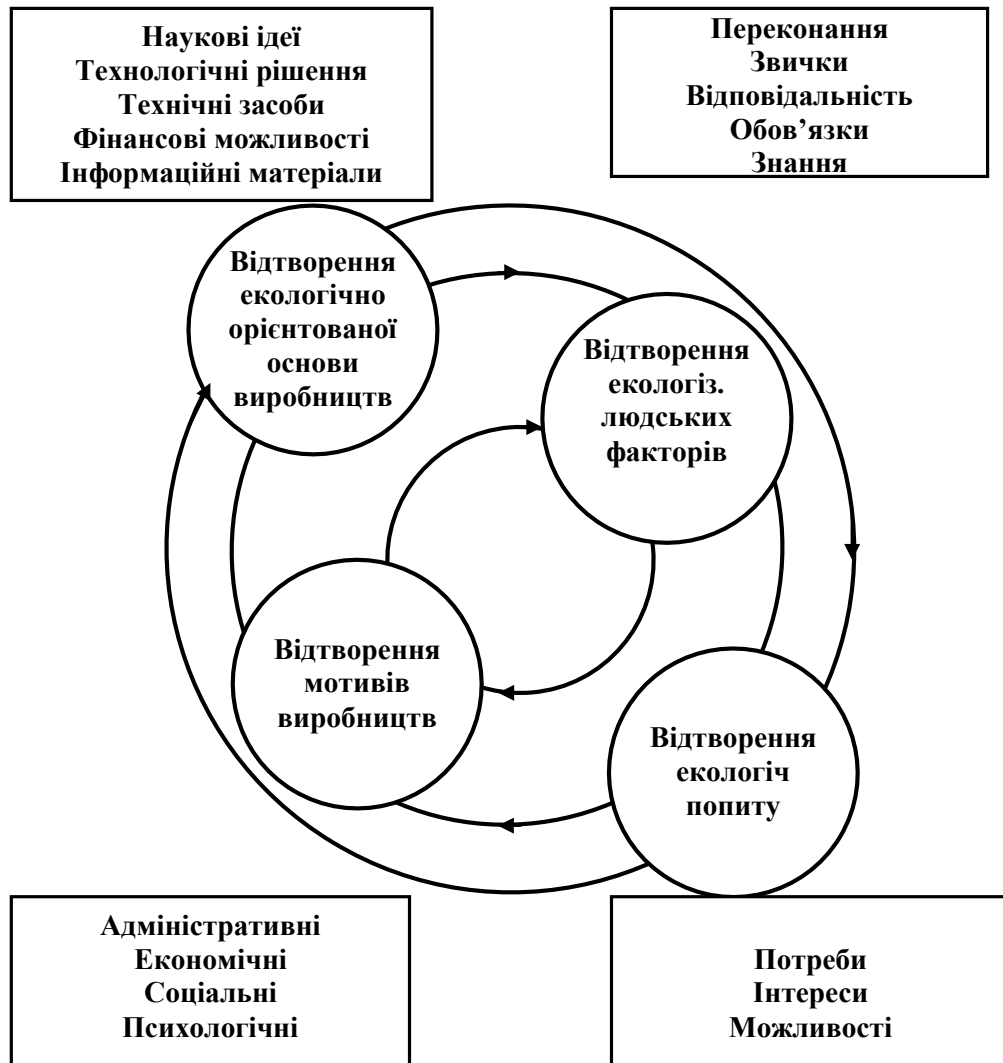 Наукові ідеї
Технологічні рішення
Технічні засоби
Фінансові можливості
Інформаційні матеріали
Переконання
Звички
Відповідальність
Обов’язки
Знання
Відтворення
екологічно
орієнтованої
основи
виробництв
Відтворення
екологіз.
людських
факторів
Відтворення
мотивів
виробництв
Відтворення
екологіч
попиту
Адміністративні
Економічні
Соціальні
Психологічні
Потреби
Інтереси
Можливості